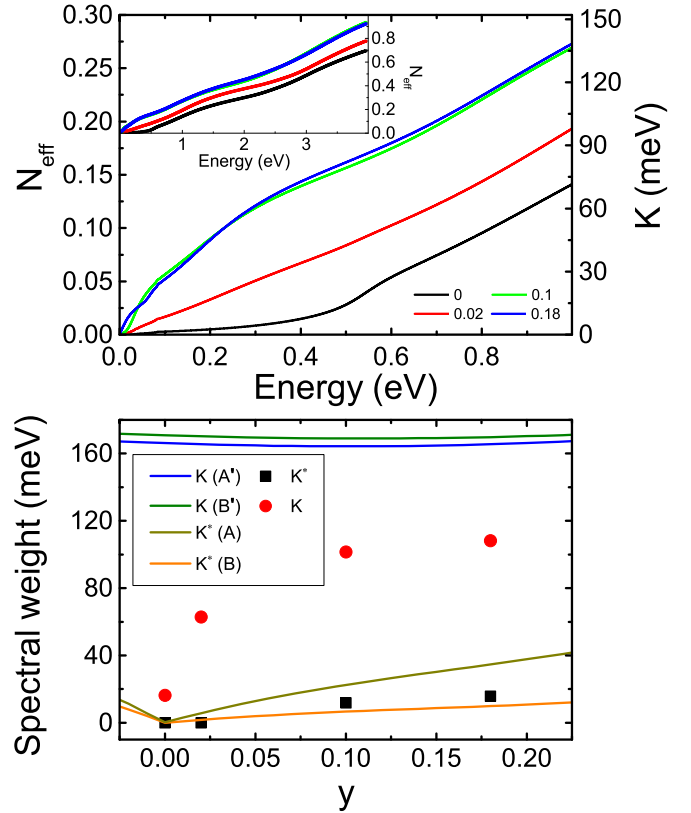 0.30
0.25
0.20
0.15
0.10
0.05
0.00
N_eff
0.0 0.2 0.4 0.6 0.8
Energy (eV)
150
120
90
60
30
0
K (meV)
0.8
0.6
0.4
0.2
0.0
N_eff
1 2 3
Energy (eV)
0 0.1
0.02 0.18
160
120
80
40
0
Spectral weight (meV)
K (A') K*
K (B') K
K* (A)
K* (B)
0.00 0.05 0.10 0.15 0.20
y